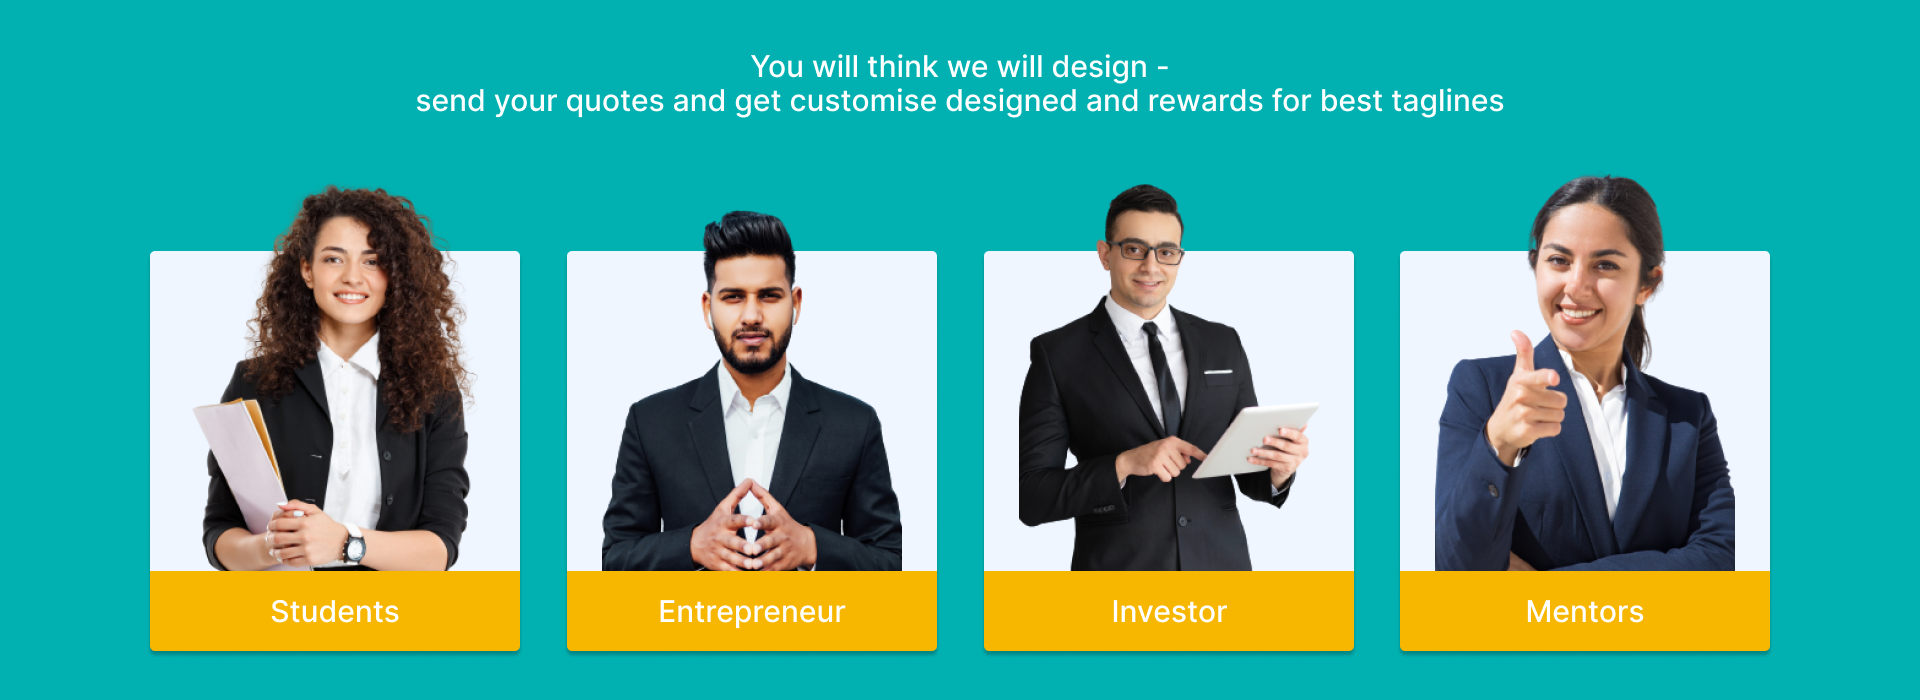 You will think we will design -
send your quotes and get customise designed and rewards for best taglines
Students
Entrepreneur
Investor
Mentors